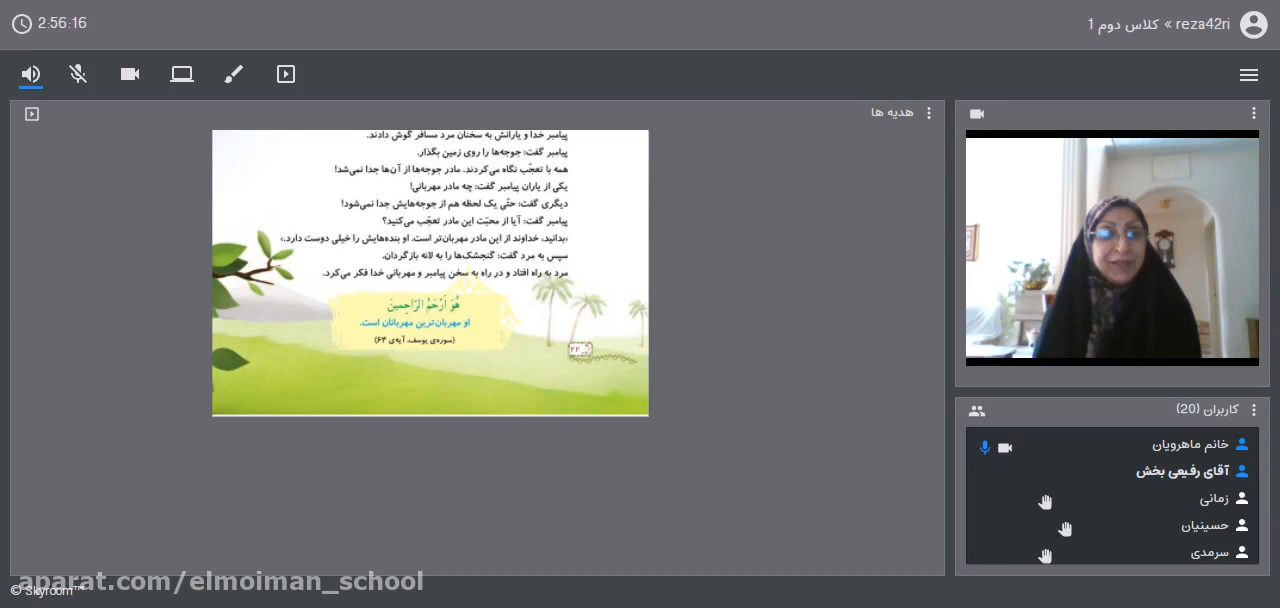 2:56:16
reza42ri » کلاس دوم 1
هدیه ها
پیامبر خدا و یارانش به سخنان مرد مسافر گوش دادند.
پیامبر گفت: جوجه‌ها را روی زمین بگذار.
همه با تعجّب نگاه می‌کردند. مادر جوجه‌ها از آن‌ها جدا نمی‌شد!
یکی از یاران پیامبر گفت: چه مادر مهربانی!
دیگری گفت: حتّی یک لحظه هم از جوجه‌هایش جدا نمی‌شود!
پیامبر گفت: آیا از محبّت این مادر تعجّب می‌کنید؟
«بدانید، خداوند از این مادر مهربان‌تر است. او بنده‌هایش را خیلی دوست دارد.»
سپس به مرد گفت: گنجشک‌ها را به لانه بازگردان.
مرد به راه افتاد و در راه به سخن پیامبر و مهربانی خدا فکر می‌کرد.
هُوَ اَرْحَمُ الرّاحِمینَ
او مهربان‌ترین مهربانان است.
(سوره‌ی یوسف، آیه‌ی ۶۴)
کاربران (20)
خانم ماهرویان
آقای رفیعی بخش
زمانی
حسینیان
سرمدی
aparat.com/elmoiman_school
© Skyroom™